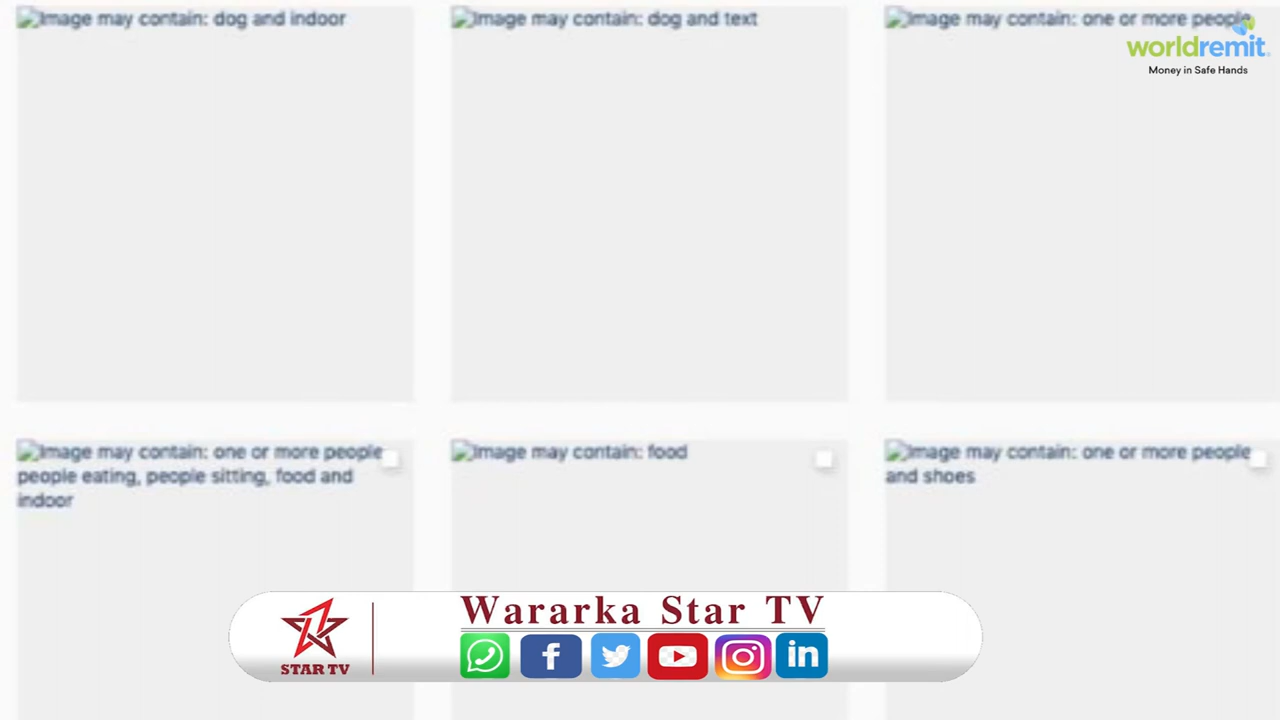 Image may contain: dog and indoor
Image may contain: dog and text
Image may contain: one or more people
worldremit
Money in Safe Hands
Image may contain: one or more people
people eating, people sitting, food and
indoor
Image may contain: food
Image may contain: one or more people
and shoes
Wararka Star TV
STAR TV